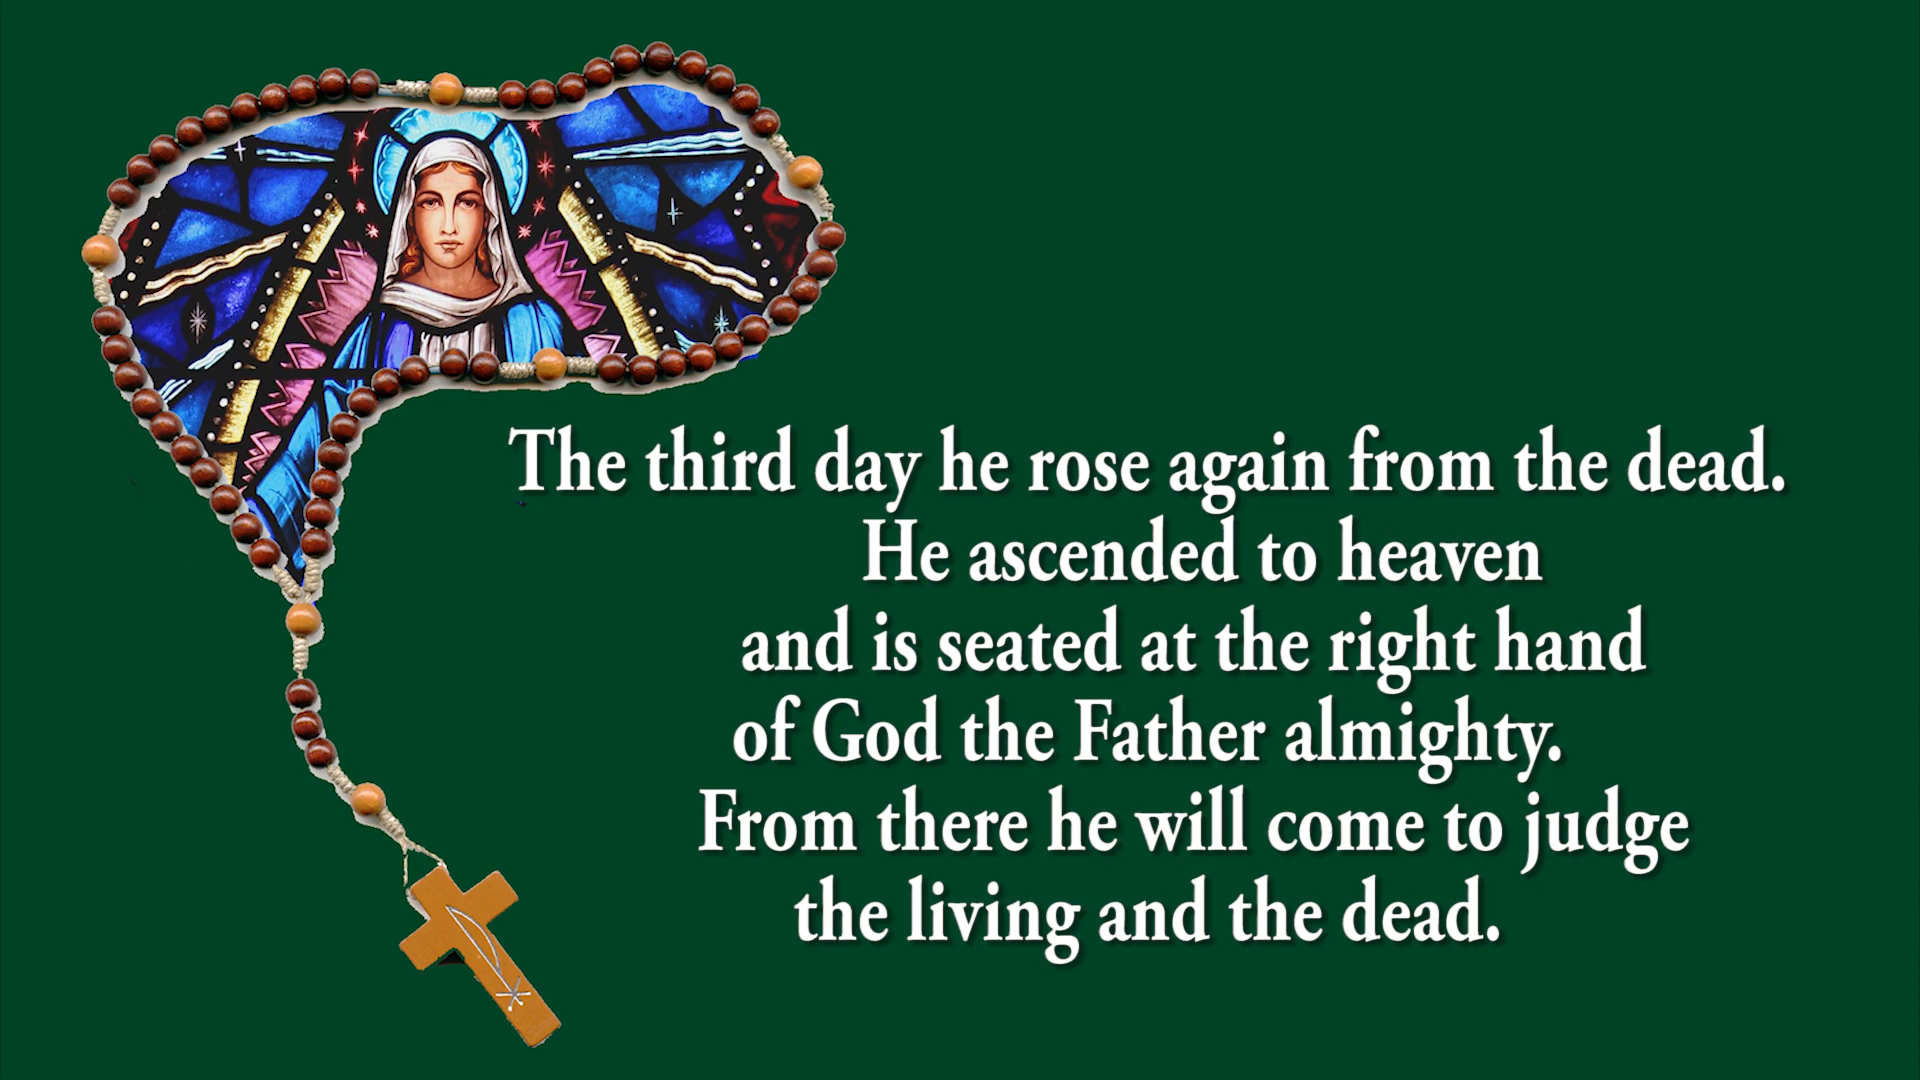 The third day he rose again from the dead.
He ascended to heaven
and is seated at the right hand
of God the Father almighty.
From there he will come to judge
the living and the dead.